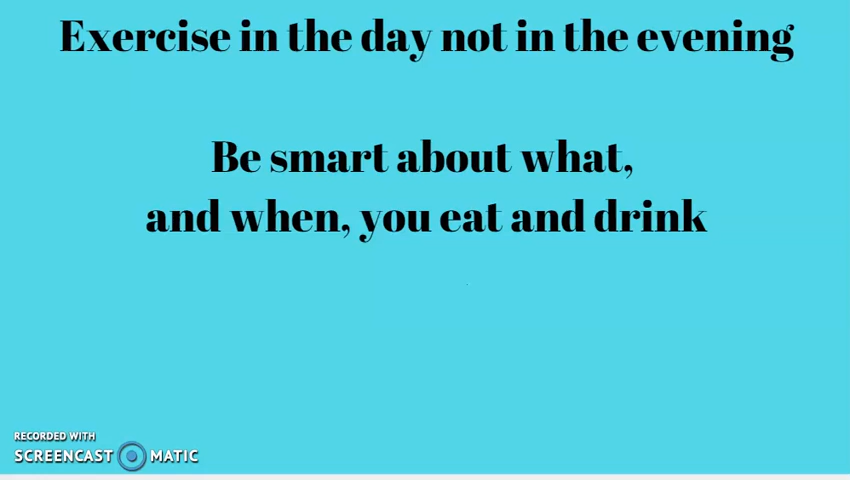 Exercise in the day not in the evening
Be smart about what,
and when, you eat and drink
RECORDED WITH
SCREENCAST MATIC